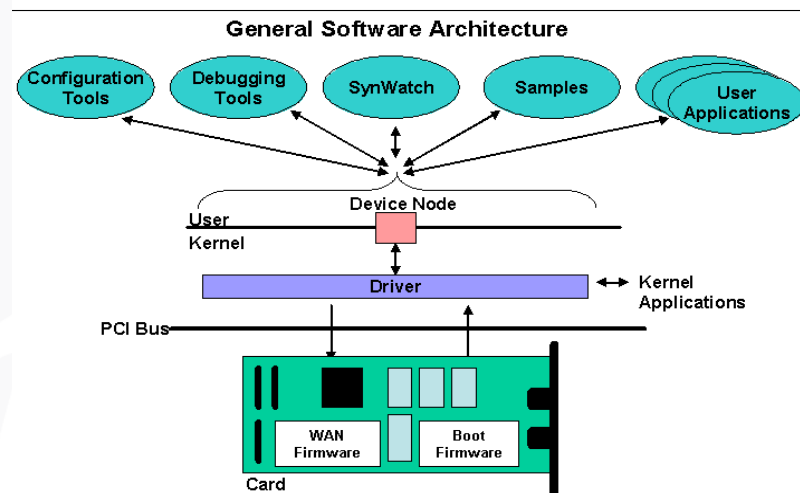 General Software Architecture
Configuration
Tools
Debugging
Tools
SynWatch
Samples
User
Applications
Device Node
User
Kernel
Driver
Kernel
Applications
PCI Bus
WAN
Firmware
Boot
Firmware
Card